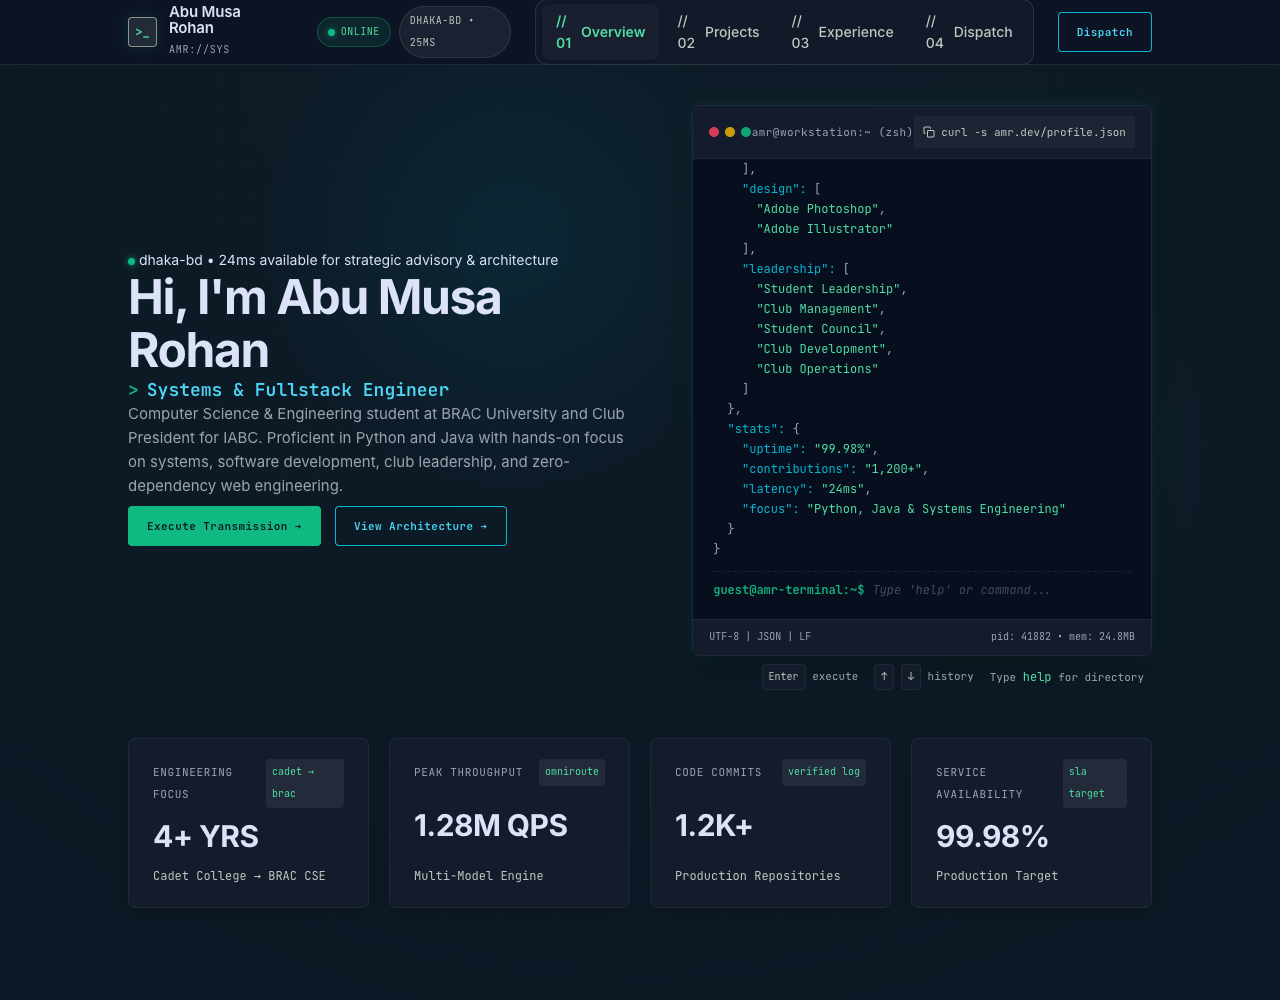 >_
Abu Musa
Rohan
AMR://SYS
ONLINE
DHAKA-BD •
25MS
// 01 Overview
// 02 Projects
// 03 Experience
// 04 Dispatch
Dispatch
dhaka-bd • 24ms available for strategic advisory & architecture
Hi, I'm Abu Musa
Rohan
> Systems & Fullstack Engineer
Computer Science & Engineering student at BRAC University and Club
President for IABC. Proficient in Python and Java with hands-on focus
on systems, software development, club leadership, and zero-
dependency web engineering.
Execute Transmission →
View Architecture →
amr@workstation:~ (zsh)
curl -s amr.dev/profile.json
],
"design": [
"Adobe Photoshop",
"Adobe Illustrator"
],
"leadership": [
"Student Leadership",
"Club Management",
"Student Council",
"Club Development",
"Club Operations"
]
},
"stats": {
"uptime": "99.98%",
"contributions": "1,200+",
"latency": "24ms",
"focus": "Python, Java & Systems Engineering"
}
}
guest@amr-terminal:~$ Type 'help' or command...
UTF-8 | JSON | LF
pid: 41882 • mem: 24.8MB
Enter execute ↑ ↓ history Type help for directory
ENGINEERING
FOCUS
cadet →
brac
4+ YRS
Cadet College → BRAC CSE
PEAK THROUGHPUT
omniroute
1.28M QPS
Multi-Model Engine
CODE COMMITS
verified log
1.2K+
Production Repositories
SERVICE
AVAILABILITY
sla
target
99.98%
Production Target